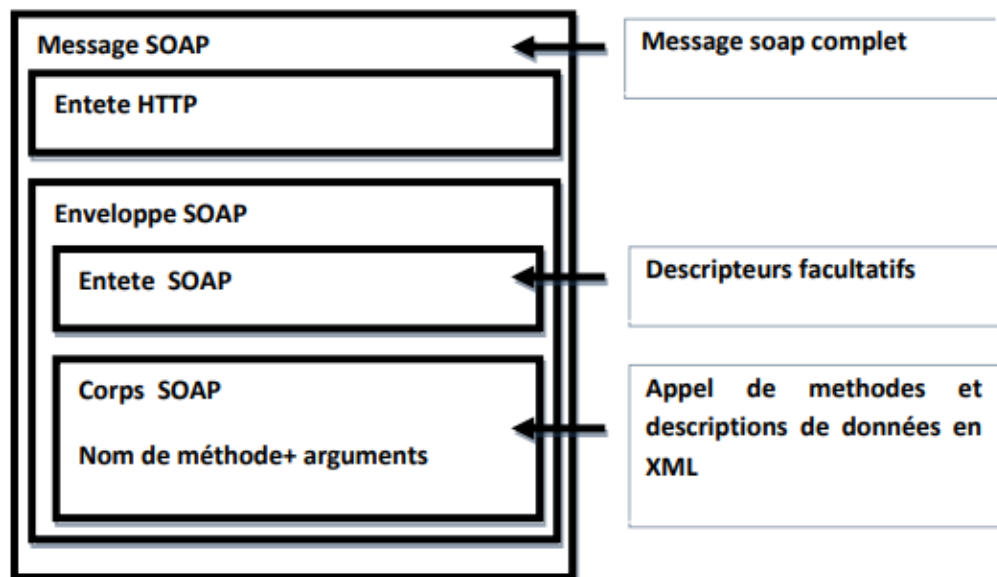 Message SOAP
Message soap complet
Entete HTTP
Enveloppe SOAP
Entete SOAP
Descripteurs facultatifs
Corps SOAP
Nom de méthode+ arguments
Appel de methodes et
descriptions de données en
XML